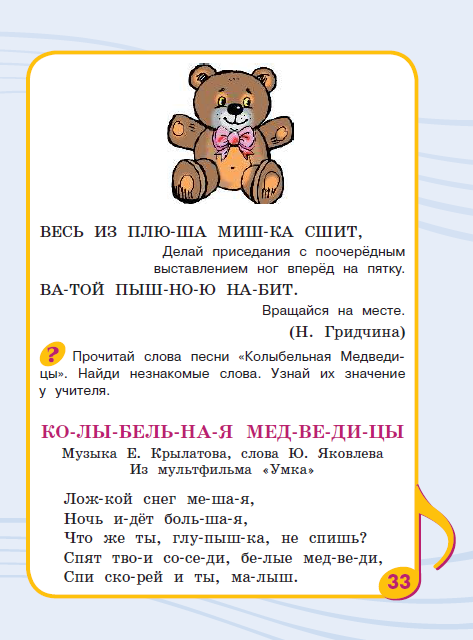 ВЕСЬ ИЗ ПЛЮ-ША МИШ-КА СШИТ,
Делай приседания с поочерёдным
выставлением ног вперёд на пятку.
ВА-ТОЙ ПЫШ-НО-Ю НА-БИТ.
Вращайся на месте.
(Н. Гридчина)
? Прочитай слова песни «Колыбельная Медведи-
цы». Найди незнакомые слова. Узнай их значение
у учителя.
КО-ЛЫ-БЕЛЬ-НА-Я МЕД-ВЕ-ДИ-ЦЫ
Музыка Е. Крылатова, слова Ю. Яковлева
Из мультфильма «Умка»
Лож-кой снег ме-ша-я,
Ночь и-дёт боль-ша-я,
Что же ты, глу-пыш-ка, не спишь?
Спят тво-и со-се-ди, бе-лые мед-ве-ди,
Спи ско-рей и ты, ма-лыш.
33